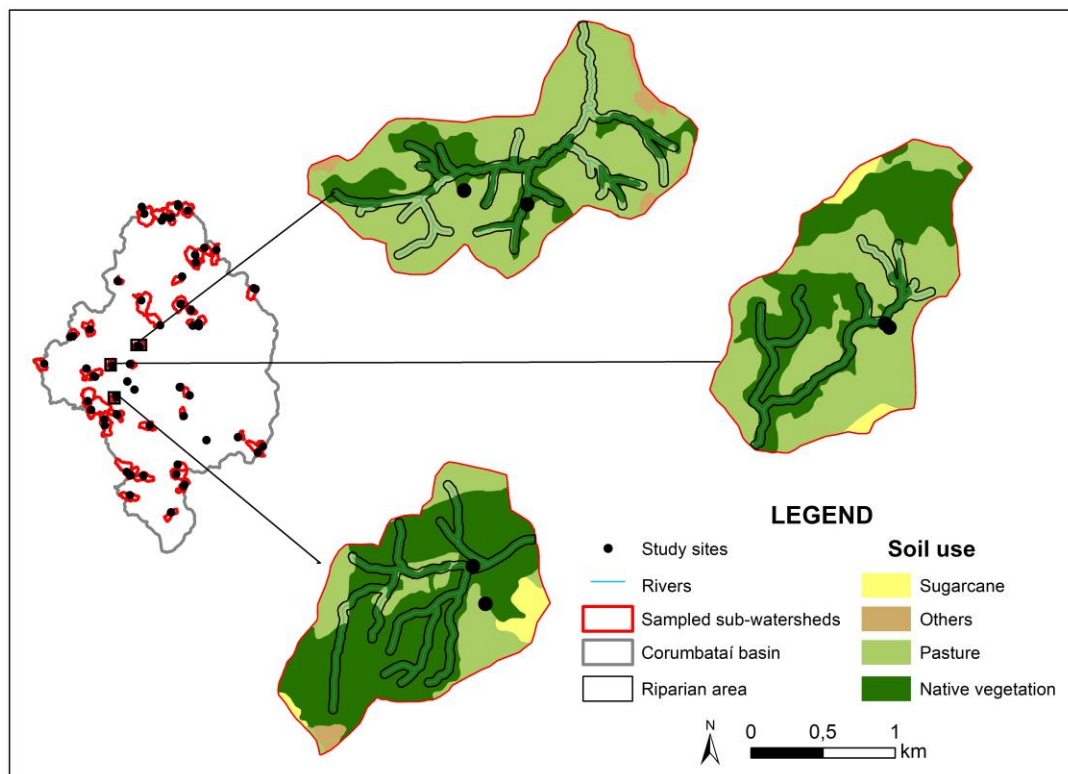 LEGEND
Study sites
Rivers
Sampled sub-watersheds
Corumbataí basin
Riparian area
Soil use
Sugarcane
Others
Pasture
Native vegetation
N
0 0,5 1
km